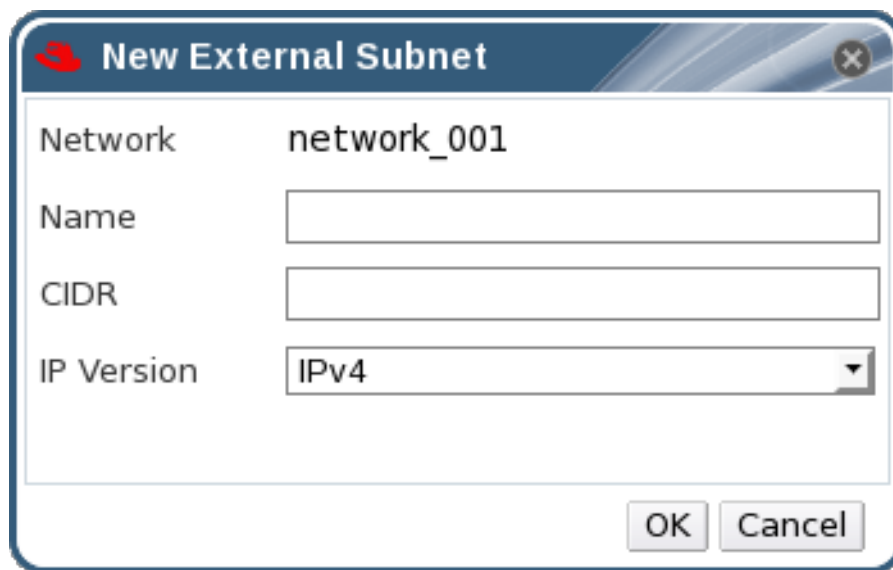 New External Subnet
Network network_001
Name
CIDR
IP Version IPv4
OK Cancel